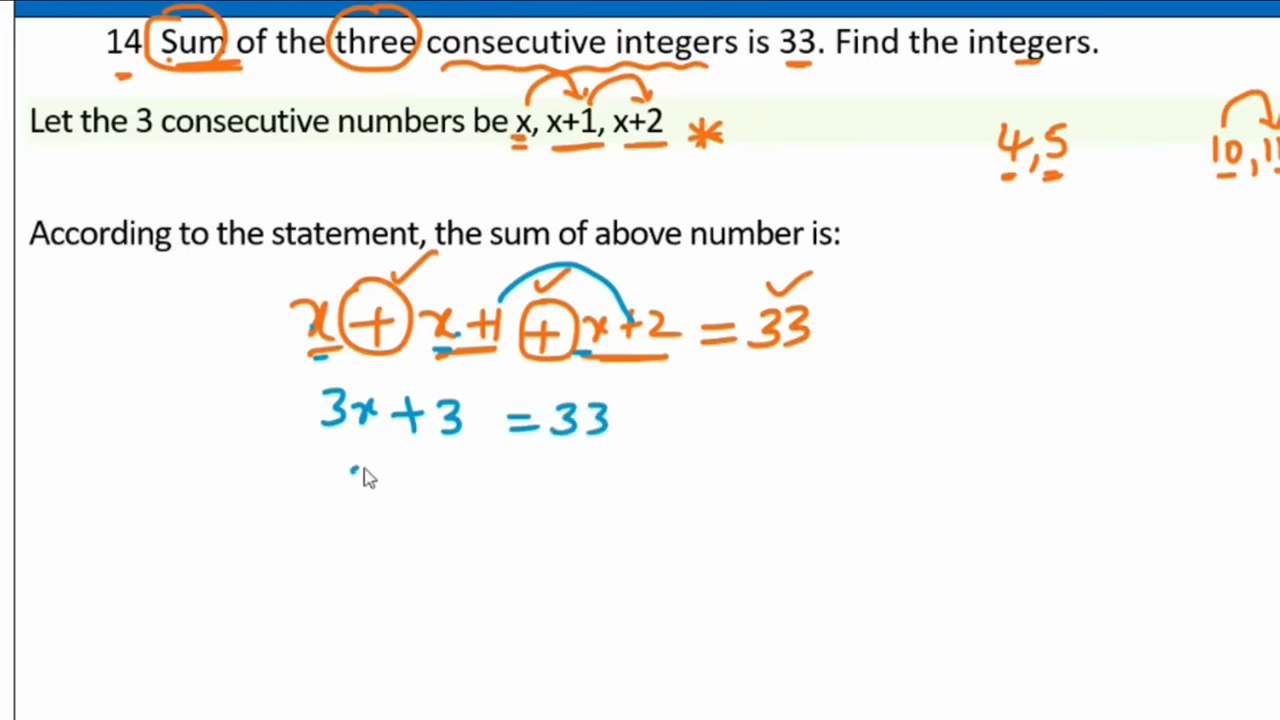 14 Sum of the three consecutive integers is 33. Find the integers.
Let the 3 consecutive numbers be x, x+1, x+2 *
4,5
10,11
According to the statement, the sum of above number is:
x + x+1 + x+2 = 33
3x + 3 = 33